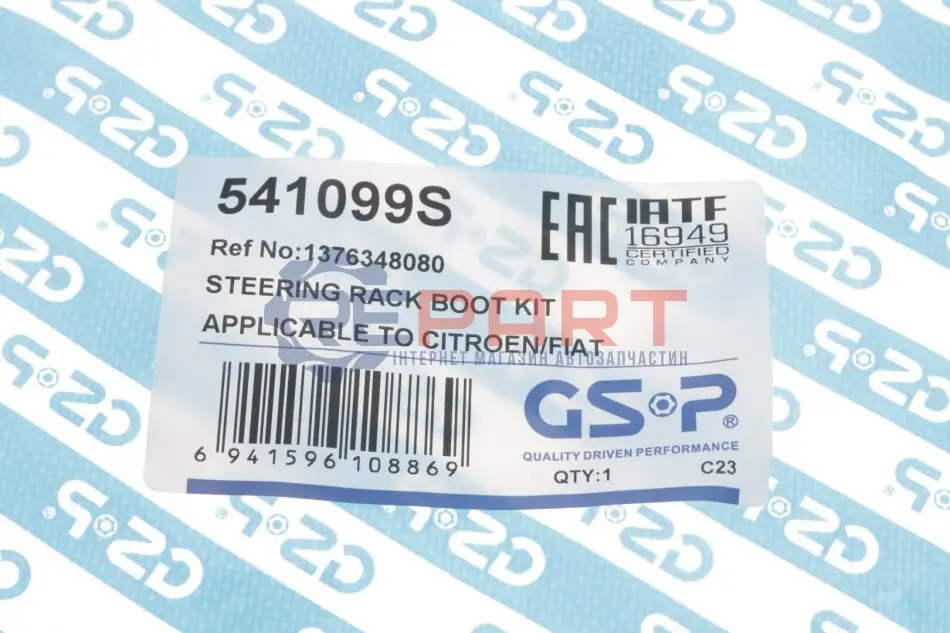 541099S
EAC
IATF
16949
CERTIFIED
COMPANY
Ref No:1376348080
STEERING RACK BOOT KIT
APPLICABLE TO CITROEN/FIAT
PART
ІНТЕРНЕТ МАГАЗИН АВТОЗАПЧАСТИН
6 941596 108869
GSP®
QUALITY DRIVEN PERFORMANCE
QTY:1
C23